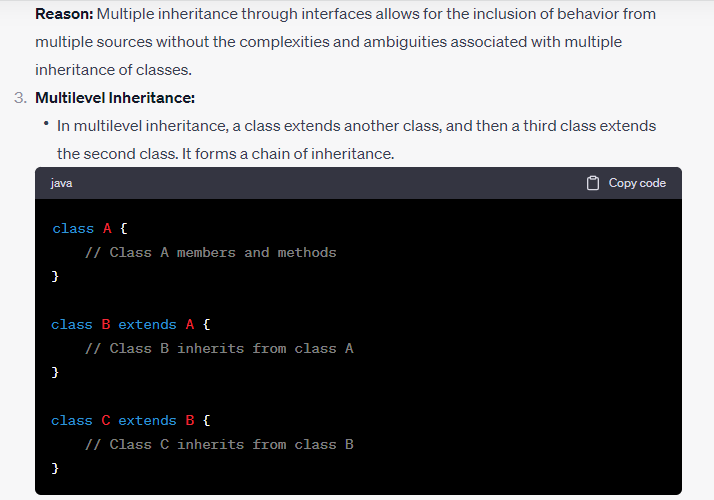 Reason: Multiple inheritance through interfaces allows for the inclusion of behavior from
multiple sources without the complexities and ambiguities associated with multiple
inheritance of classes.
3. Multilevel Inheritance:
• In multilevel inheritance, a class extends another class, and then a third class extends
the second class. It forms a chain of inheritance.
java Copy code
class A {
    // Class A members and methods
}

class B extends A {
    // Class B inherits from class A
}

class C extends B {
    // Class C inherits from class B
}